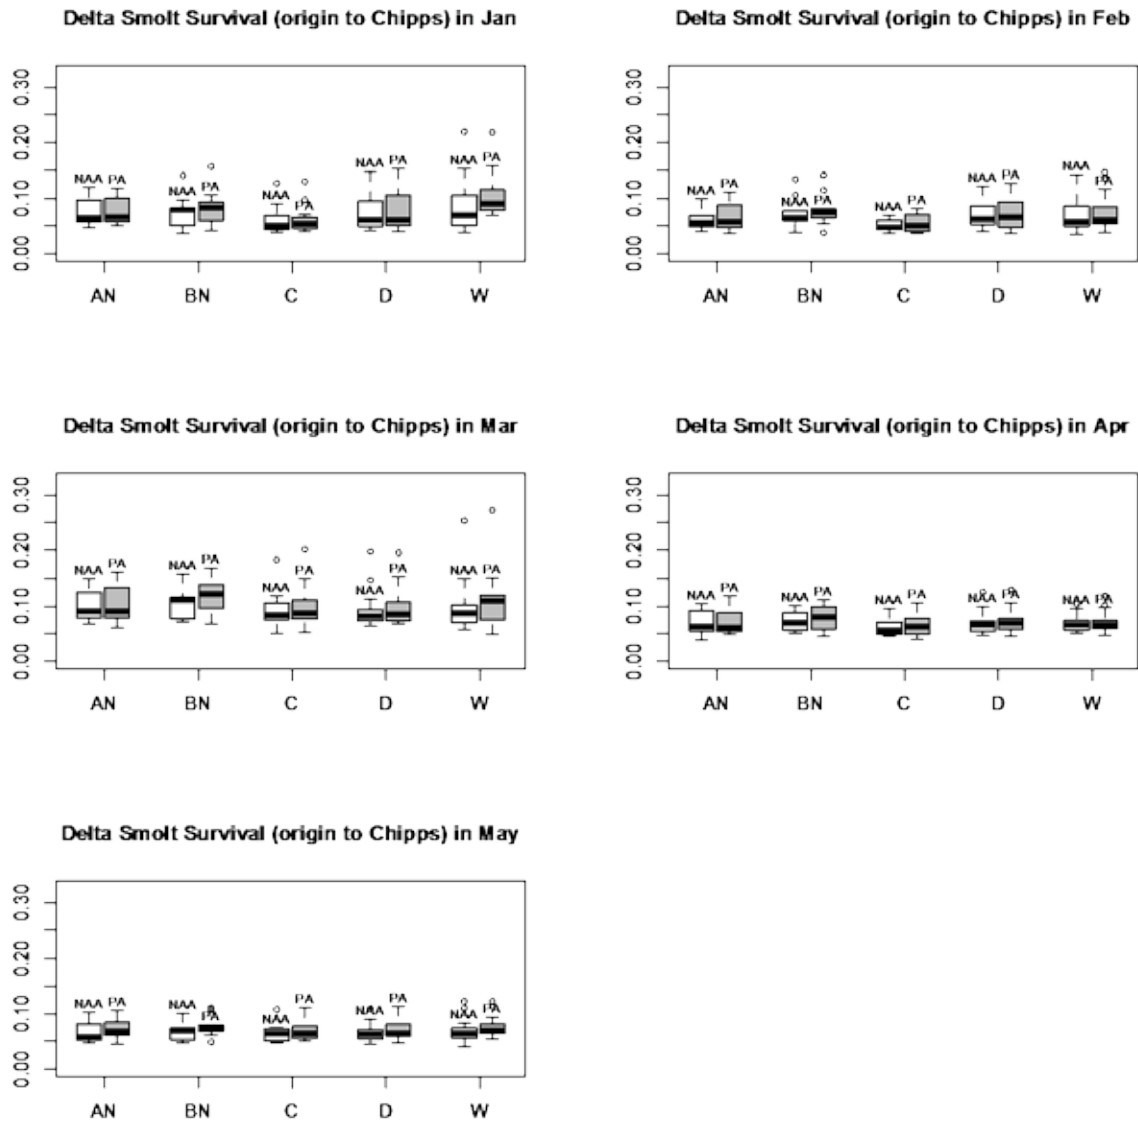 Delta Smolt Survival (origin to Chipps) in Jan
0.30
0.20
0.10
0.00
NAA PA
NAA PA
NAA PA
NAA PA
NAA PA
AN BN C D W
Delta Smolt Survival (origin to Chipps) in Feb
0.30
0.20
0.10
0.00
NAA PA
NAA PA
NAA PA
NAA PA
NAA PA
AN BN C D W
Delta Smolt Survival (origin to Chipps) in Mar
0.30
0.20
0.10
0.00
NAA PA
NAA PA
NAA PA
NAA PA
NAA PA
AN BN C D W
Delta Smolt Survival (origin to Chipps) in Apr
0.30
0.20
0.10
0.00
NAA PA
NAA PA
NAA PA
NAA PA
NAA PA
AN BN C D W
Delta Smolt Survival (origin to Chipps) in May
0.30
0.20
0.10
0.00
NAA PA
NAA PA
NAA PA
NAA PA
NAA PA
AN BN C D W